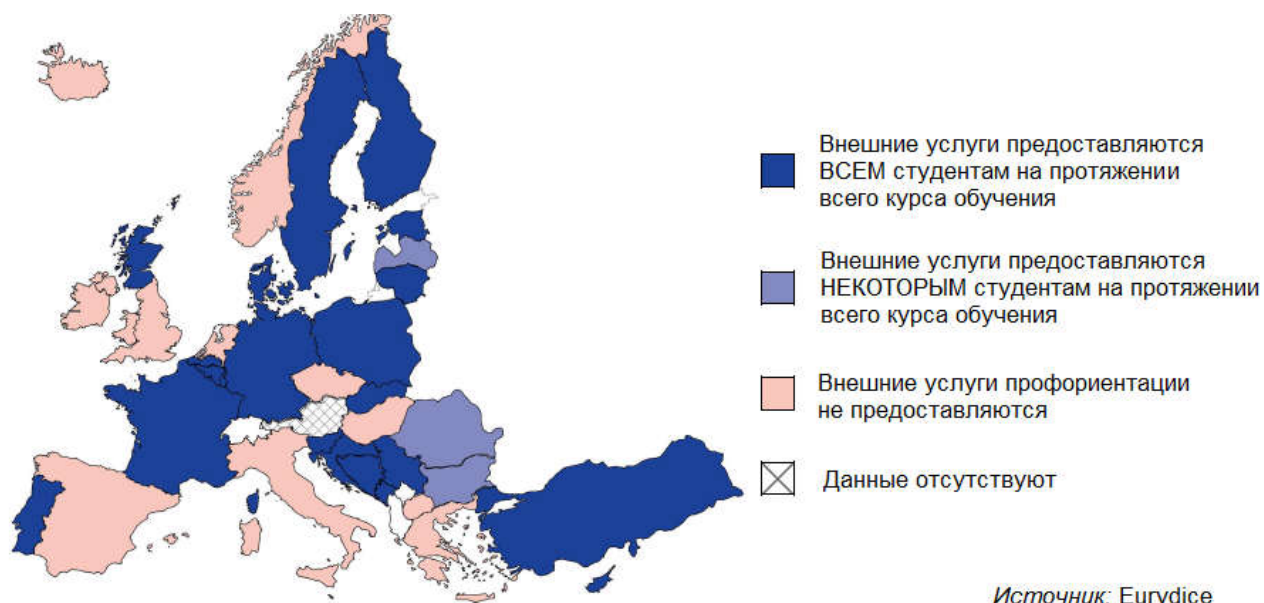 Внешние услуги предоставляются
ВСЕМ студентам на протяжении
всего курса обучения
Внешние услуги предоставляются
НЕКОТОРЫМ студентам на протяжении
всего курса обучения
Внешние услуги профориентации
не предоставляются
Данные отсутствуют
Источник: Eurydice